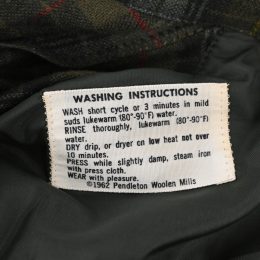 WASHING INSTRUCTIONS
WASH short cycle or 3 minutes in mild
suds lukewarm (80°-90°F) water.
RINSE thoroughly, lukewarm (80°-90°F)
water.
DRY drip, or dryer on low heat not over
10 minutes.
PRESS while slightly damp, steam iron
with press cloth.
WEAR with pleasure.
©1962 Pendleton Woolen Mills